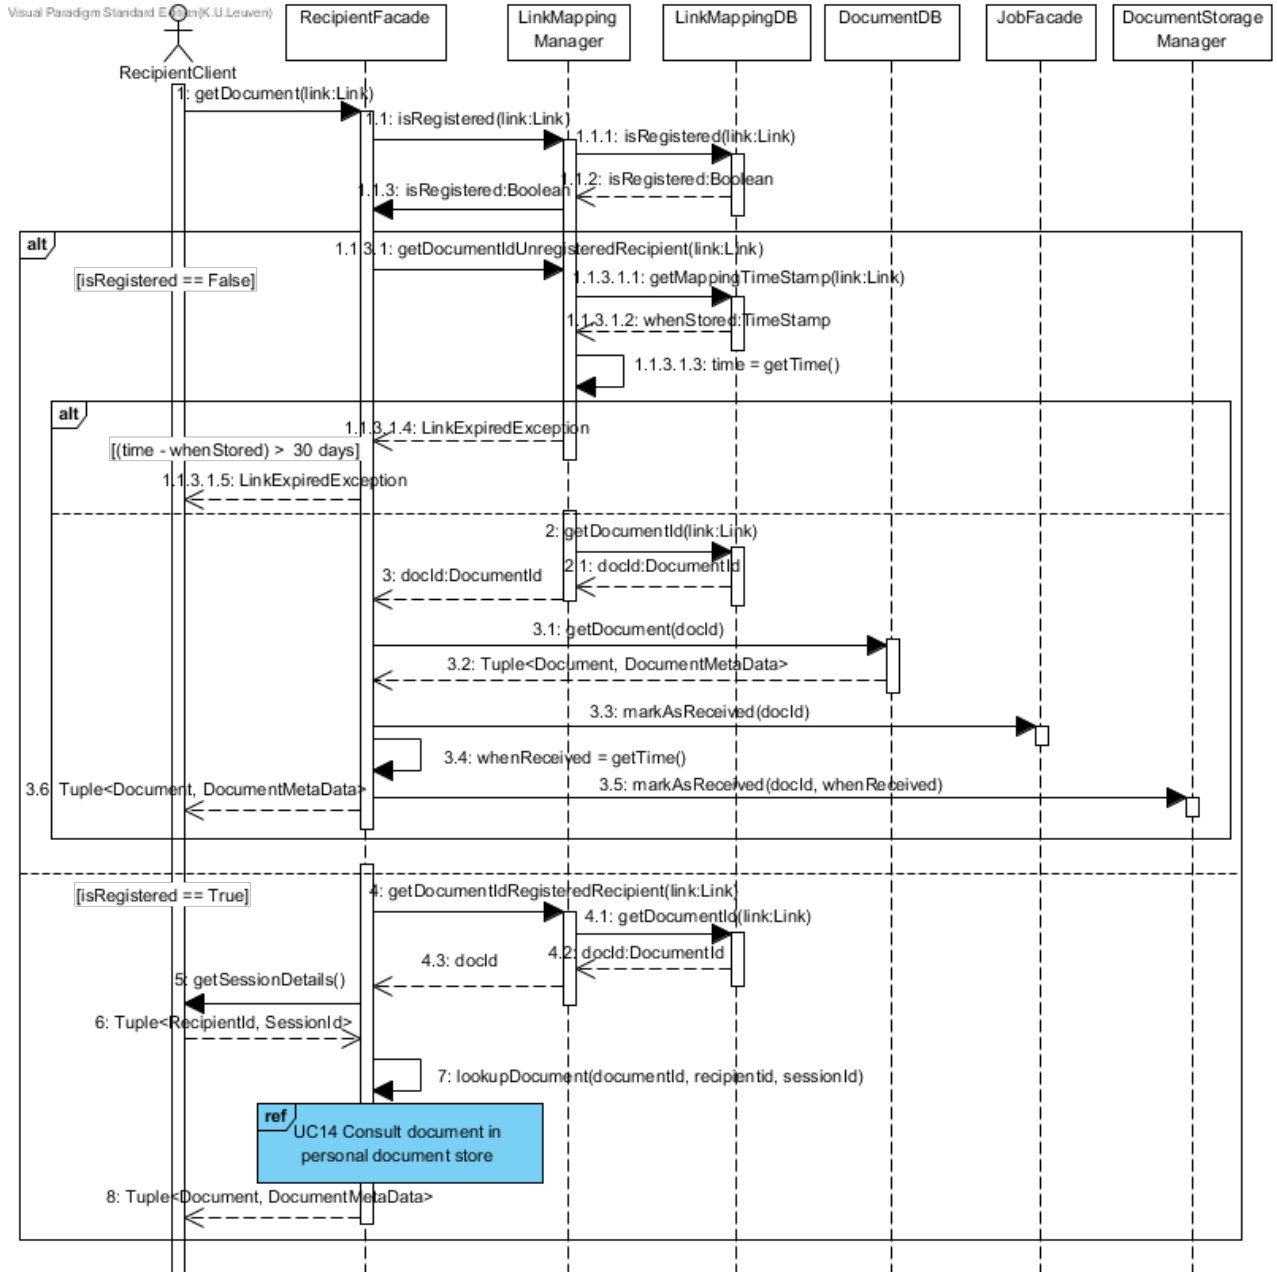 Visual Paradigm Standard Edition(K.U.Leuven)
RecipientClient
RecipientFacade
LinkMapping
Manager
LinkMappingDB
DocumentDB
JobFacade
DocumentStorage
Manager
1: getDocument(link:Link)
1.1: isRegistered(link:Link)
1.1.1: isRegistered(link:Link)
1.1.2: isRegistered:Boolean
1.1.3: isRegistered:Boolean
alt
1.1.3.1: getDocumentIdUnregisteredRecipient(link:Link)
[isRegistered == False]
1.1.3.1.1: getMappingTimeStamp(link:Link)
1.1.3.1.2: whenStored:TimeStamp
1.1.3.1.3: time = getTime()
alt
1.1.3.1.4: LinkExpiredException
[(time - whenStored) > 30 days]
1.1.3.1.5: LinkExpiredException
2: getDocumentId(link:Link)
2.1: docId:DocumentId
3: docId:DocumentId
3.1: getDocument(docId)
3.2: Tuple<Document, DocumentMetaData>
3.3: markAsReceived(docId)
3.4: whenReceived = getTime()
3.5: markAsReceived(docId, whenReceived)
3.6: Tuple<Document, DocumentMetaData>
[isRegistered == True]
4: getDocumentIdRegisteredRecipient(link:Link)
4.1: getDocumentId(link:Link)
4.2: docId:DocumentId
4.3: docId
5: getSessionDetails()
6: Tuple<RecipientId, SessionId>
7: lookupDocument(documentId, recipientid, sessionId)
ref
UC14 Consult document in
personal document store
8: Tuple<Document, DocumentMetaData>